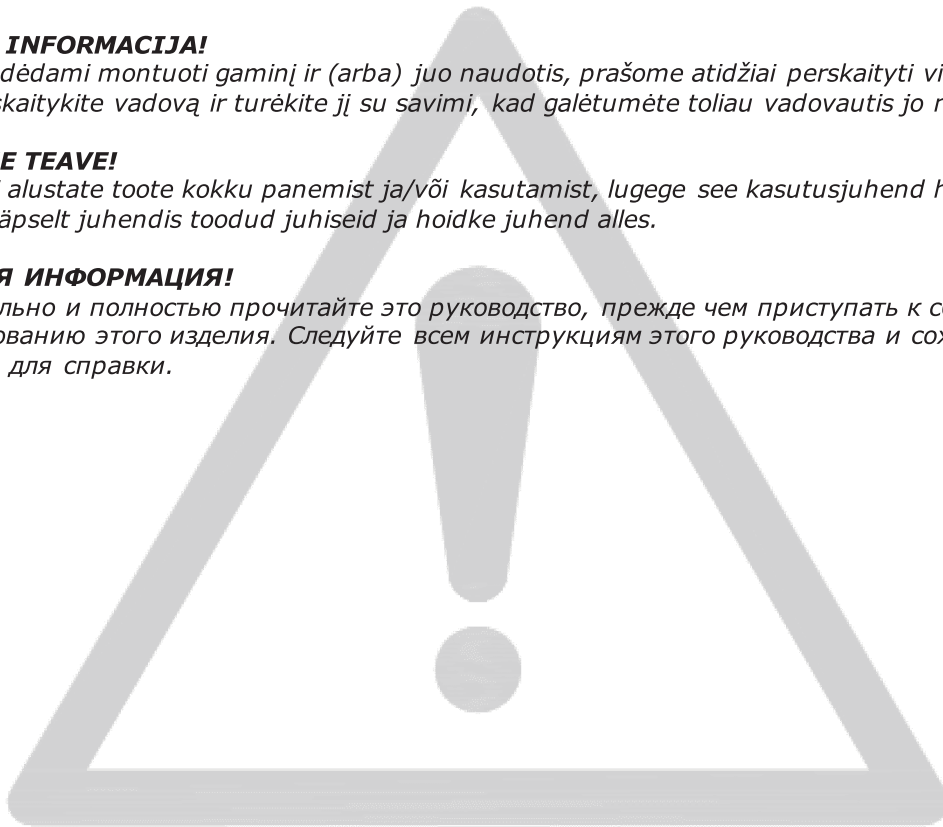 INFORMACIJA!
dėdami montuoti gaminį ir (arba) juo naudotis, prašome atidžiai perskaityti vi
skaitykite vadovą ir turėkite jį su savimi, kad galėtumėte toliau vadovautis jo
E TEAVE!
alustate toote kokku panemist ja/või kasutamist, lugege see kasutusjuhend h
äpselt juhendis toodud juhiseid ja hoidke juhend alles.
Я ИНФОРМАЦИЯ!
льно и полностью прочитайте это руководство, прежде чем приступать к с
ованию этого изделия. Следуйте всем инструкциям этого руководства и сох
для справки.